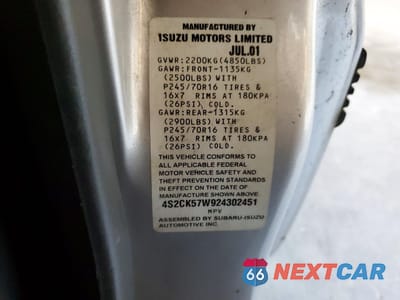 MANUFACTURED BY
ISUZU MOTORS LIMITED
JUL.01
GVWR:2200KG(4850LBS)
GAWR:FRONT-1135KG
(2500LBS)WITH
P245/70R16 TIRES &
16x7 RIMS AT 180KPA
(26PSI) COLD.
GAWR:REAR-1315KG
(2900LBS)WITH
P245/70R16 TIRES &
16x7 RIMS AT 180KPA
(26PSI) COLD.
THIS VEHICLE CONFORMS TO
ALL APPLICABLE FEDERAL
MOTOR VEHICLE SAFETY AND
THEFT PREVENTION STANDARDS
IN EFFECT ON THE DATE OF
MANUFACTURE SHOWN ABOVE.
4S2CK57W924302451
MPV
ASSEMBLED BY SUBARU-ISUZU
AUTOMOTIVE INC.
66 NEXTCAR